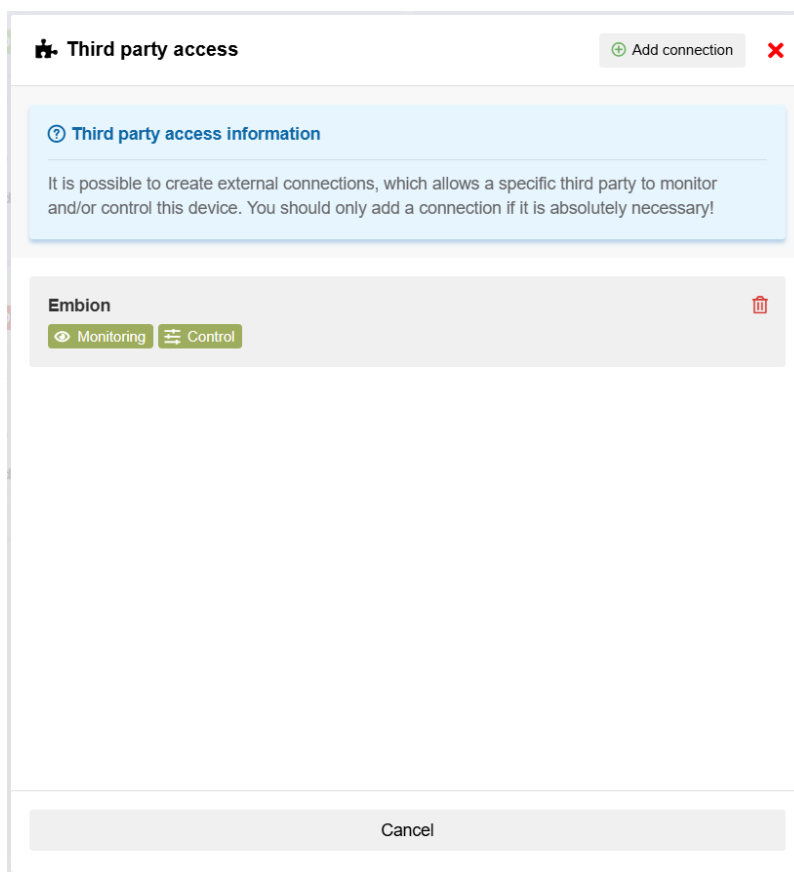 Third party access
Add connection
Third party access information
It is possible to create external connections, which allows a specific third party to monitor
and/or control this device. You should only add a connection if it is absolutely necessary!
Embion
Monitoring
Control
Cancel